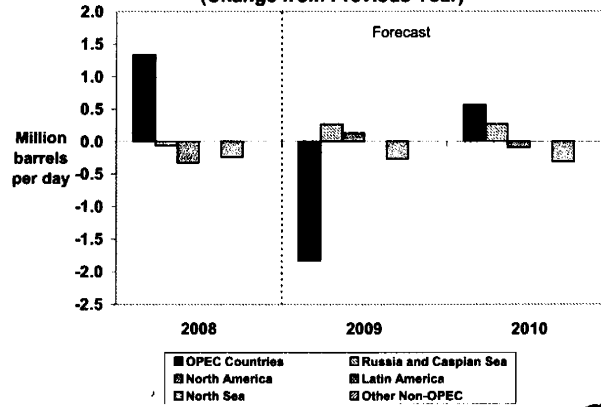 (Change from Previous Year)
Forecast
2.0
1.5
1.0
0.5
0.0
-0.5
-1.0
-1.5
-2.0
-2.5
Million
barrels
per day
2008 2009 2010
OPEC Countries Russia and Caspian Sea
North America Latin America
North Sea Other Non-OPEC